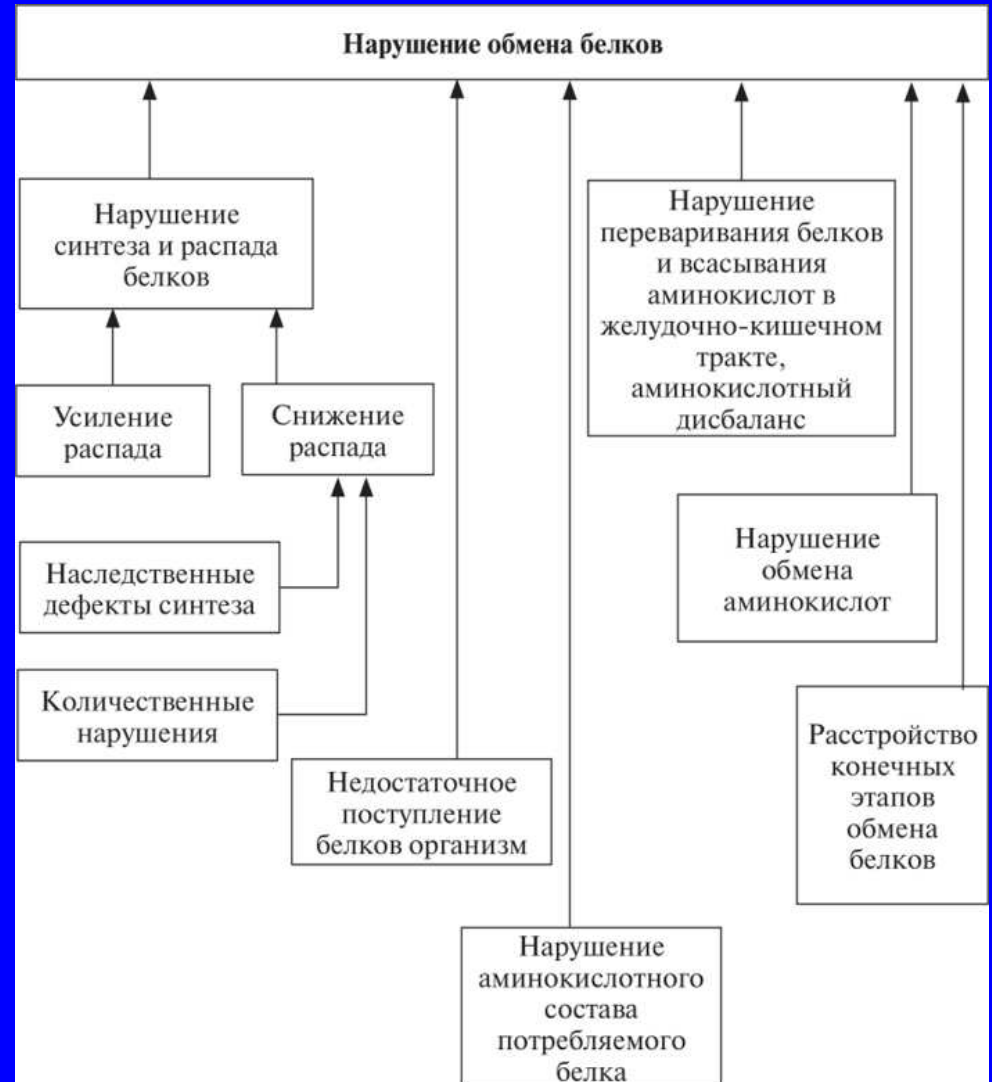 Нарушение обмена белков
Нарушение
синтеза и распада
белков
Нарушение
переваривания белков
и всасывания
аминокислот в
желудочно-кишечном
тракте,
аминокислотный
дисбаланс
Усиление
распада
Снижение
распада
Нарушение
обмена
аминокислот
Наследственные
дефекты синтеза
Количественные
нарушения
Расстройство
конечных
этапов
обмена
белков
Недостаточное
поступление
белков организм
Нарушение
аминокислотного
состава
потребляемого
белка